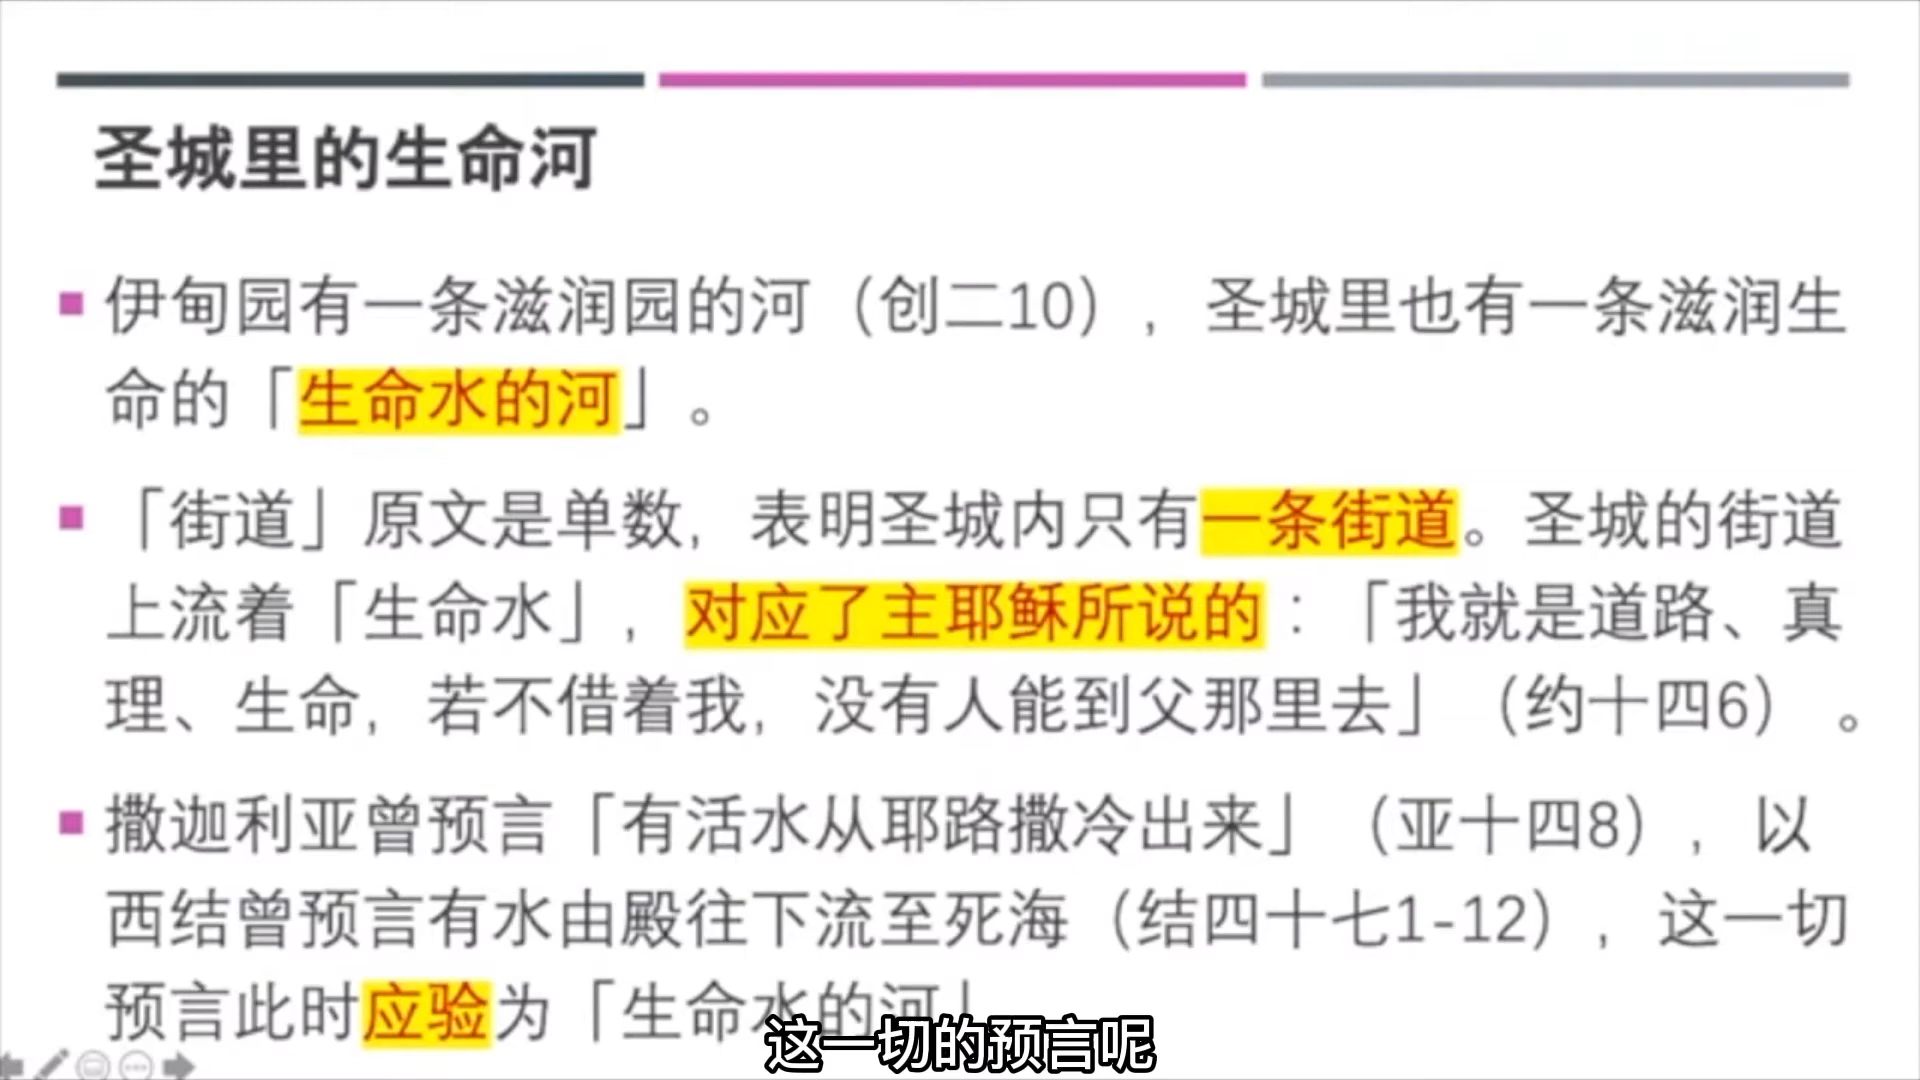 圣城里的生命河
伊甸园有一条滋润园的河（创二10），圣城里也有一条滋润生
命的「生命水的河」。
「街道」原文是单数，表明圣城内只有一条街道。圣城的街道
上流着「生命水」，对应了主耶稣所说的：「我就是道路、真
理、生命，若不借着我，没有人能到父那里去」（约十四6）。
撒迦利亚曾预言「有活水从耶路撒冷出来」（亚十四8），以
西结曾预言有水由殿往下流至死海（结四十七1-12），这一切
预言此时应验为「生命水的河」
这一切的预言呢